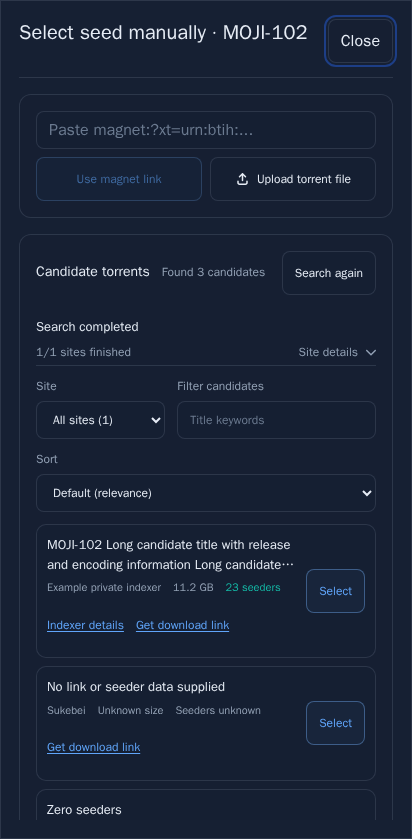 Select seed manually · MOJI-102
Close
Paste magnet:?xt=urn:btih:...
Use magnet link
Upload torrent file
Candidate torrents
Found 3 candidates
Search again
Search completed
1/1 sites finished
Site details
Site
Filter candidates
All sites (1)
Title keywords
Sort
Default (relevance)
MOJI-102 Long candidate title with release
and encoding information Long candidate···
Example private indexer 11.2 GB 23 seeders
Select
Indexer details Get download link
No link or seeder data supplied
Sukebei Unknown size Seeders unknown
Select
Get download link
Zero seeders